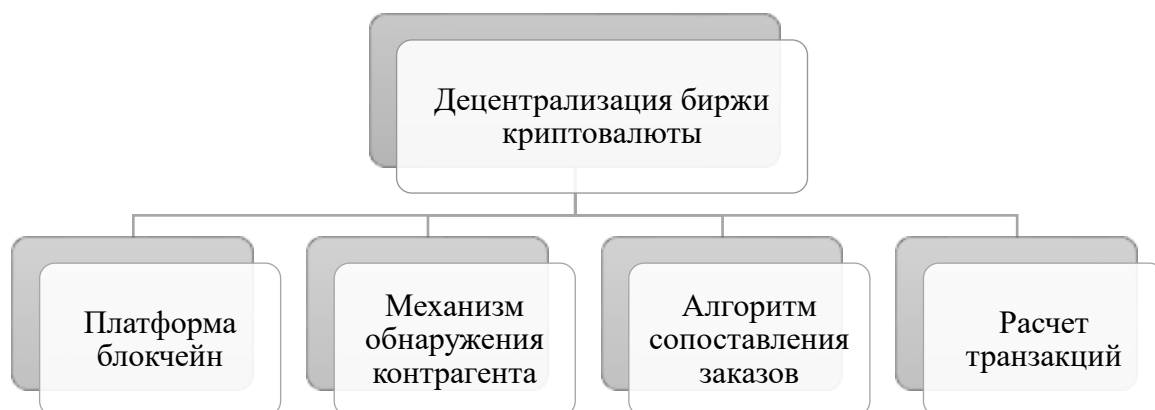 Децентрализация биржи
криптовалюты
Платформа
блокчейн
Механизм
обнаружения
контрагента
Алгоритм
сопоставления
заказов
Расчет
транзакций